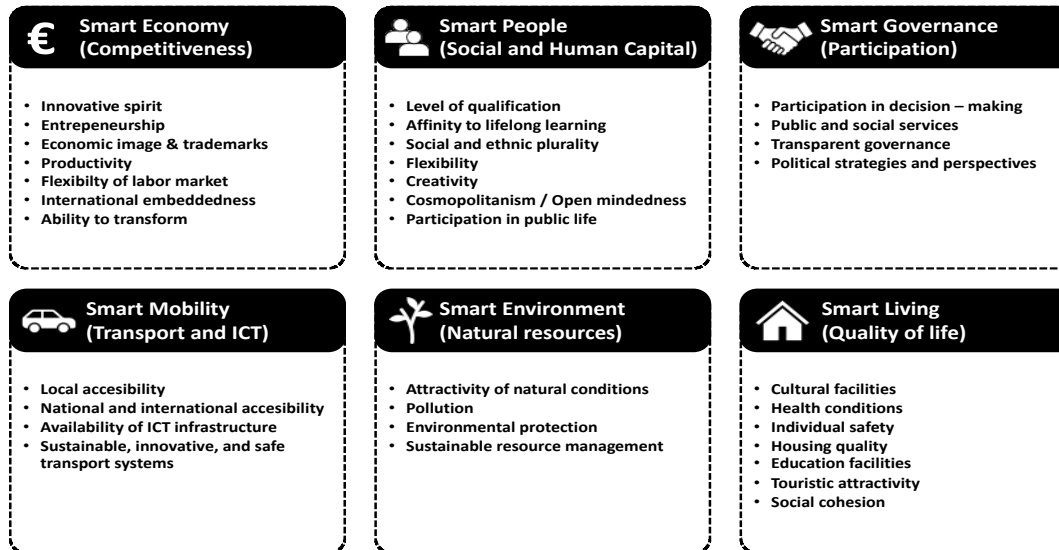 € Smart Economy
(Competitiveness)
• Innovative spirit
• Entrepeneurship
• Economic image & trademarks
• Productivity
• Flexibilty of labor market
• International embeddedness
• Ability to transform
Smart People
(Social and Human Capital)
• Level of qualification
• Affinity to lifelong learning
• Social and ethnic plurality
• Flexibility
• Creativity
• Cosmopolitanism / Open mindedness
• Participation in public life
Smart Governance
(Participation)
• Participation in decision – making
• Public and social services
• Transparent governance
• Political strategies and perspectives
Smart Mobility
(Transport and ICT)
• Local accesibility
• National and international accesibility
• Availability of ICT infrastructure
• Sustainable, innovative, and safe
transport systems
Smart Environment
(Natural resources)
• Attractivity of natural conditions
• Pollution
• Environmental protection
• Sustainable resource management
Smart Living
(Quality of life)
• Cultural facilities
• Health conditions
• Individual safety
• Housing quality
• Education facilities
• Touristic attractivity
• Social cohesion